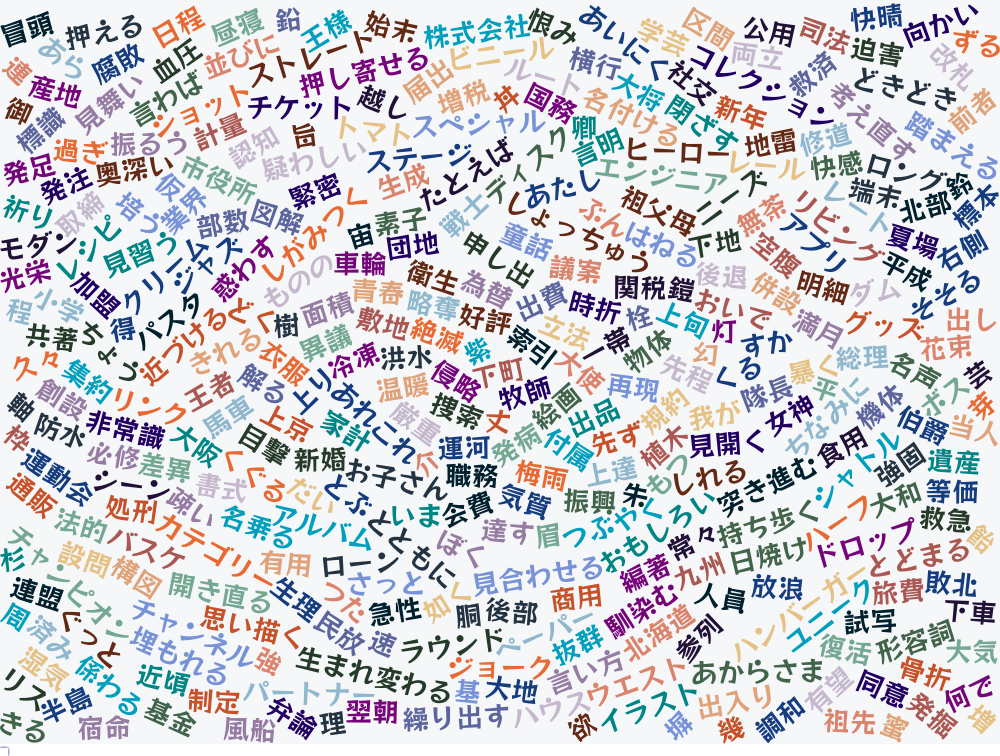 冒頭
押える
日程
昼寝
鉛
王様
始末
株式会社
恨み
あいにく
学芸
区間
公用
司法
快晴
向かい
ずる
あら
腐敗
血圧
並びに
ストレート
押し寄せる
届出
ビニール
横行
コレクション
両立
迫害
改札
進
産地
見舞い
言わば
ショット
チケット
越し
増税
丼
ルート
国務
大将
社交
救済
どきどき
前者
御
標識
振るう
計量
旨
トマト
スペシャル
卿
名付ける
閉ざす
新年
考え直す
踏まえる
発足
過ぎ
奥深い
認知
疑わしい
ステージ
ディスク
言明
ヒーロー
地雷
修道
発注
市役所
緊密
生成
たとえば
エンジニア
レール
快感
ロング
鈴
祈り
取締
培う
仮界
業界
部数
図解
しがみつく
素子
戦士
あたし
祖父母
シリーズ
無茶
リビング
レート
端末
北部
標本
モダン
レシピ
見習う
クリーム
ジャズ
惑わす
宙
団地
申し出
童話
しょっちゅう
ぶん
はねる
下地
空腹
アプリ
夏場
右側
光栄
加盟
ものの
車輪
衛生
為替
議案
関税
鎧
後退
併設
明細
平成
そそる
程
小学
得
パスタ
近づける
ぐ
樹
面積
青春
略奪
好評
出費
時折
栓
上旬
おいで
灯
満月
ダム
グッズ
出し
共著
ちょう
きれる
異議
敷地
絶滅
紫
索引
立法
一帯
物体
先程
幻
くる
すか
暴く
総理
花束
久々
集約
リンク
王者
衣服
冷凍
洪水
侵略
下町
大使
再現
名声
芸
創設
馬車
解る
上
りあれこれ
温暖
捜索
丈
牧師
絵画
出品
規約
我が
隊長
平
ちなみに
機体
ボス
芽
軸
防水
非常識
大阪
上京
家計
厳重
運河
発病
付属
先ず
植木
見開く
女神
食用
伯爵
当人
枠
運動会
必修
差異
目撃
新婚
お子さん
介
職務
梅雨
上達
もつ
しれる
突き進む
シャトル
強固
遺産
通販
シーン
疎い
書式
くぐる
だい
とぶ
いま
会費
気質
振興
朱
おもしろい
持ち歩く
ハーフ
大和
等価
法的
処刑
カテゴリー
名乗る
アルバム
とともに
ぼく
達す
眉
つぶやく
常々
日焼け
ドロップ
救急
飴
杉
チャンピオン
設問
構図
バスケ
有用
ローン
さっと
見合わせる
編著
九州
とどまる
連盟
開き直る
生理
つた
急性
如く
胴
後部
商用
馴染む
人員
放浪
ハンバーガー
ユニーク
旅費
敗北
周
済み
ぐっと
チャンネル
思い描く
民放
速
ラウンド
ペーパー
抜群
北海道
参列
試写
下車
湿気
係わる
埋もれる
強
生まれ変わる
ジョーク
言い方
ウエスト
あからさま
復活
形容詞
大気
リス
半島
近頃
制定
パートナー
基
大地
ハウス
イラスト
出入り
有望
同意
骨折
何で
きる
宿命
基金
風船
弁論
理
翌朝
繰り出す
欲
塀
幾
調和
祖先
蜜
発掘
増